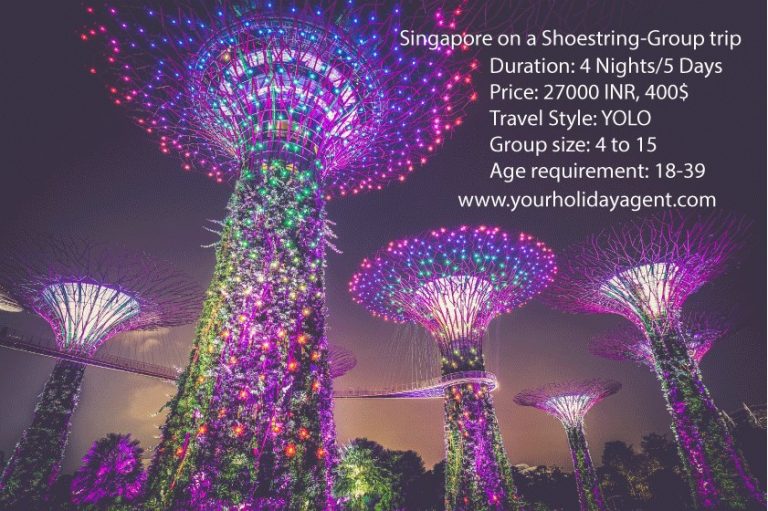 Singapore on a Shoestring-Group trip
Duration: 4 Nights/5 Days
Price: 27000 INR, 400$
Travel Style: YOLO
Group size: 4 to 15
Age requirement: 18-39
www.yourholidayagent.com